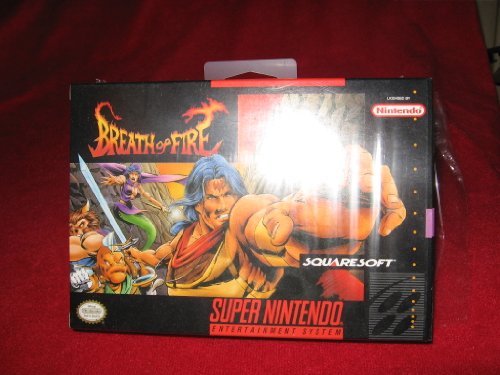 LICENSED BY
Nintendo
BREATH OF FIRE
SQUARESOFT
SUPER NINTENDO
ENTERTAINMENT SYSTEM